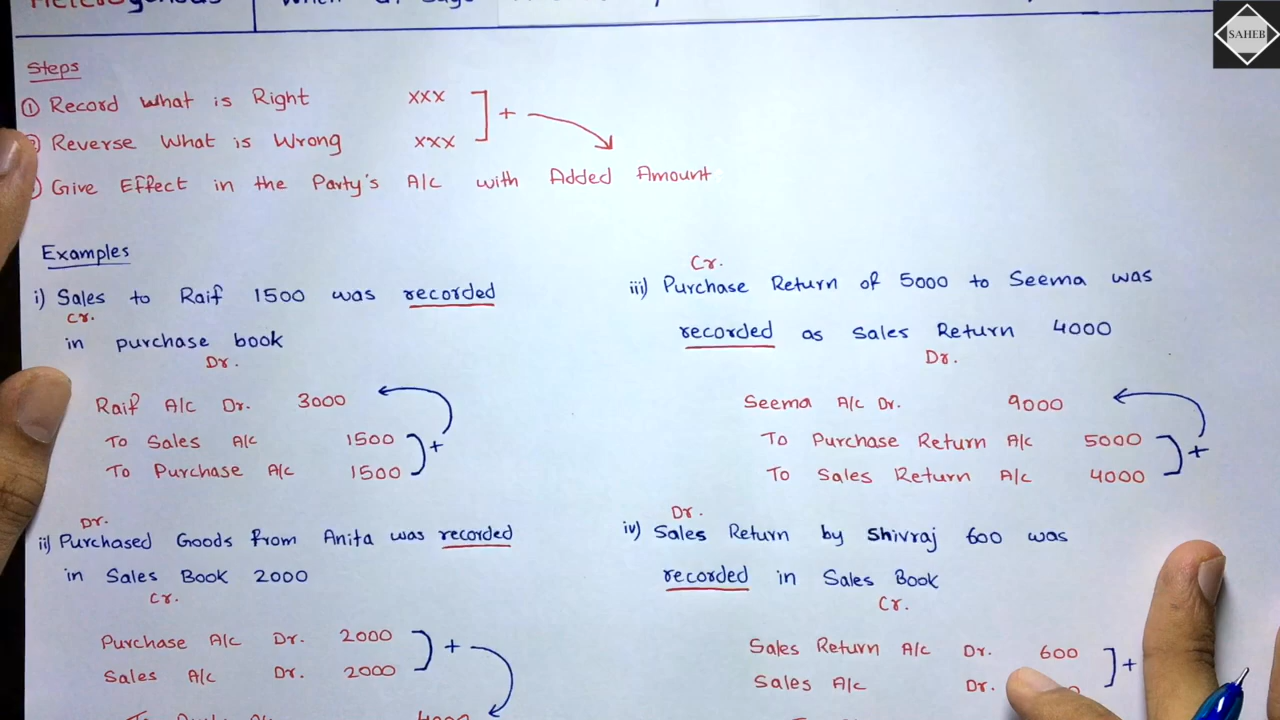 SAHEB
Steps
① Record What is Right xxx
Reverse What is Wrong xxx
+
Give Effect in the Party's A/c with Added Amount
Examples
i) Sales to Raif 1500 was recorded
Cr.
in purchase book
Dr.
Raif A/c Dr. 3000
To Sales A/c 1500
To Purchase A/c 1500
+
Dr.
ii) Purchased Goods from Anita was recorded
in Sales Book 2000
Cr.
Purchase A/c Dr. 2000
Sales A/c Dr. 2000
+
Cr.
iii) Purchase Return of 5000 to Seema was
recorded as Sales Return 4000
Dr.
Seema A/c Dr. 9000
To Purchase Return A/c 5000
To Sales Return A/c 4000
+
Dr.
iv) Sales Return by Shivraj 600 was
recorded in Sales Book
Cr.
Sales Return A/c Dr. 600
Sales A/c Dr.
+